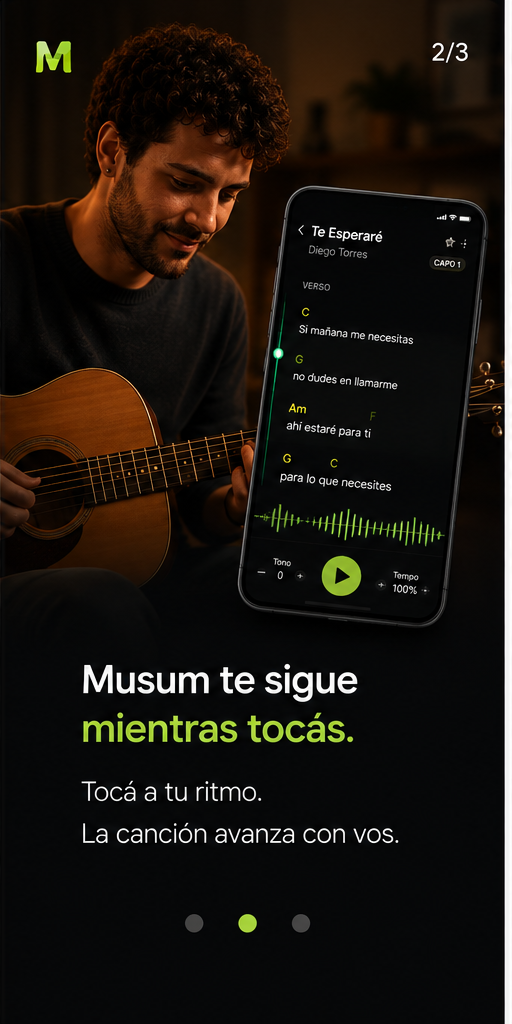 M
2/3
Te Esperaré
Diego Torres
CAPO 1
VERSO
C
Si mañana me necesitas
G
no dudes en llamarme
Am F
ahí estaré para ti
G C
para lo que necesites
Tono
− 0 +
Tempo
+ 100% +
Musum te sigue
mientras tocás.
Tocá a tu ritmo.
La canción avanza con vos.